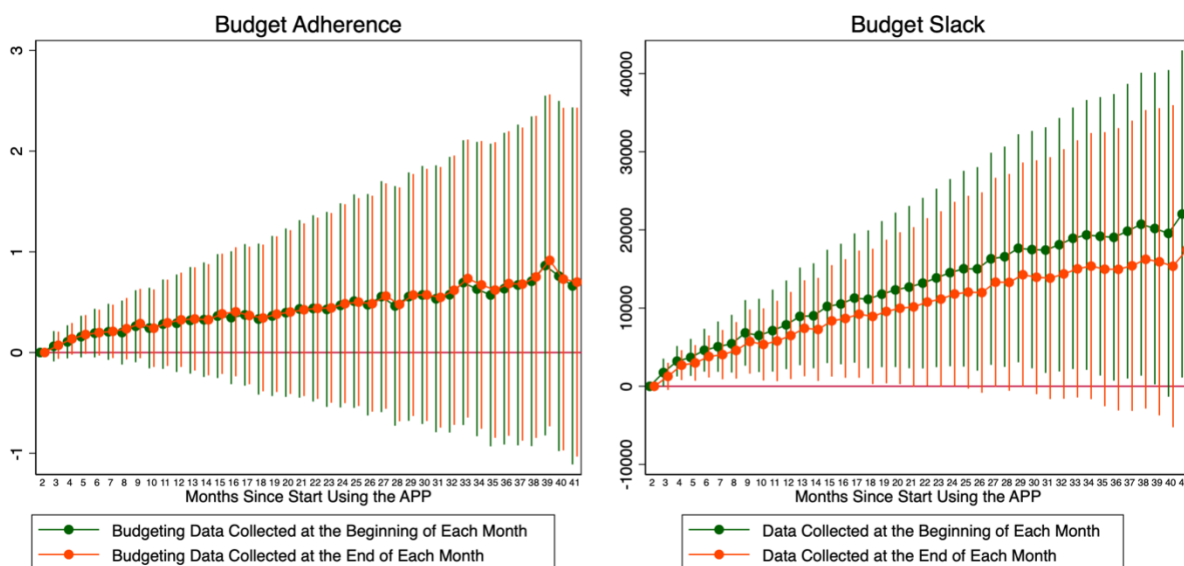 Budget Adherence
3
2
1
0
-1
2 3 4 5 6 7 8 9 10 11 12 13 14 15 16 17 18 19 20 21 22 23 24 25 26 27 28 29 30 31 32 33 34 35 36 37 38 39 40 41
Months Since Start Using the APP
Budgeting Data Collected at the Beginning of Each Month
Budgeting Data Collected at the End of Each Month
Budget Slack
40000
30000
20000
10000
0
-10000
2 3 4 5 6 7 8 9 10 11 12 13 14 15 16 17 18 19 20 21 22 23 24 25 26 27 28 29 30 31 32 33 34 35 36 37 38 39 40 4
Months Since Start Using the APP
Data Collected at the Beginning of Each Month
Data Collected at the End of Each Month